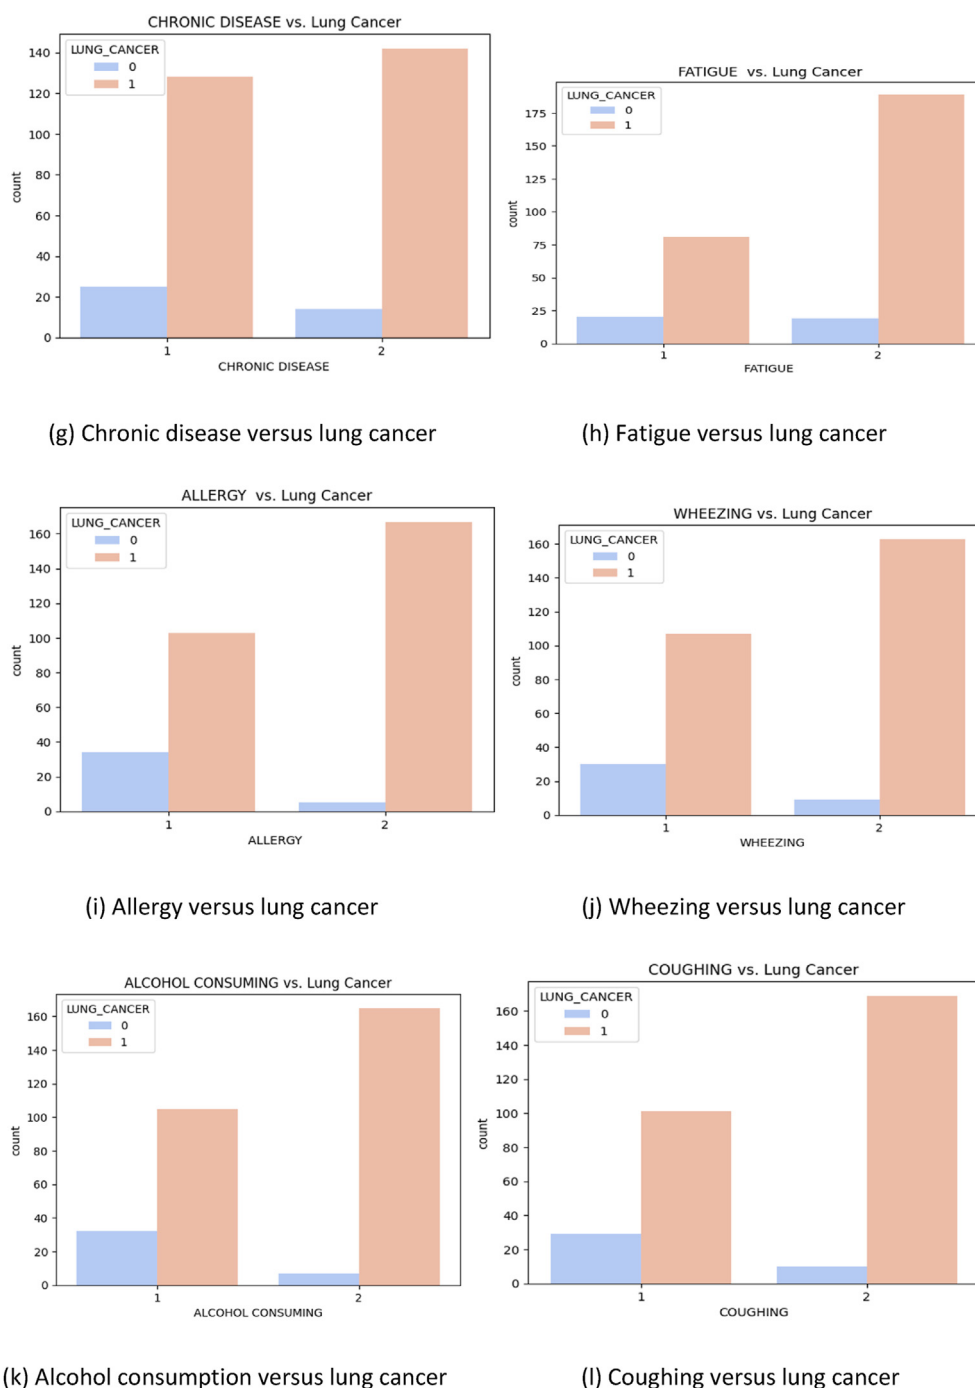 CHRONIC DISEASE vs. Lung Cancer
LUNG_CANCER
0
1
140
120
100
80
60
40
20
0
count
1 2
CHRONIC DISEASE
(g) Chronic disease versus lung cancer
FATIGUE vs. Lung Cancer
LUNG_CANCER
0
1
175
150
125
100
75
50
25
0
count
1 2
FATIGUE
(h) Fatigue versus lung cancer
ALLERGY vs. Lung Cancer
LUNG_CANCER
0
1
160
140
120
100
80
60
40
20
0
count
1 2
ALLERGY
(i) Allergy versus lung cancer
WHEEZING vs. Lung Cancer
LUNG_CANCER
0
1
160
140
120
100
80
60
40
20
0
count
1 2
WHEEZING
(j) Wheezing versus lung cancer
ALCOHOL CONSUMING vs. Lung Cancer
LUNG_CANCER
0
1
160
140
120
100
80
60
40
20
0
count
1 2
ALCOHOL CONSUMING
(k) Alcohol consumption versus lung cancer
COUGHING vs. Lung Cancer
LUNG_CANCER
0
1
160
140
120
100
80
60
40
20
0
count
1 2
COUGHING
(l) Coughing versus lung cancer